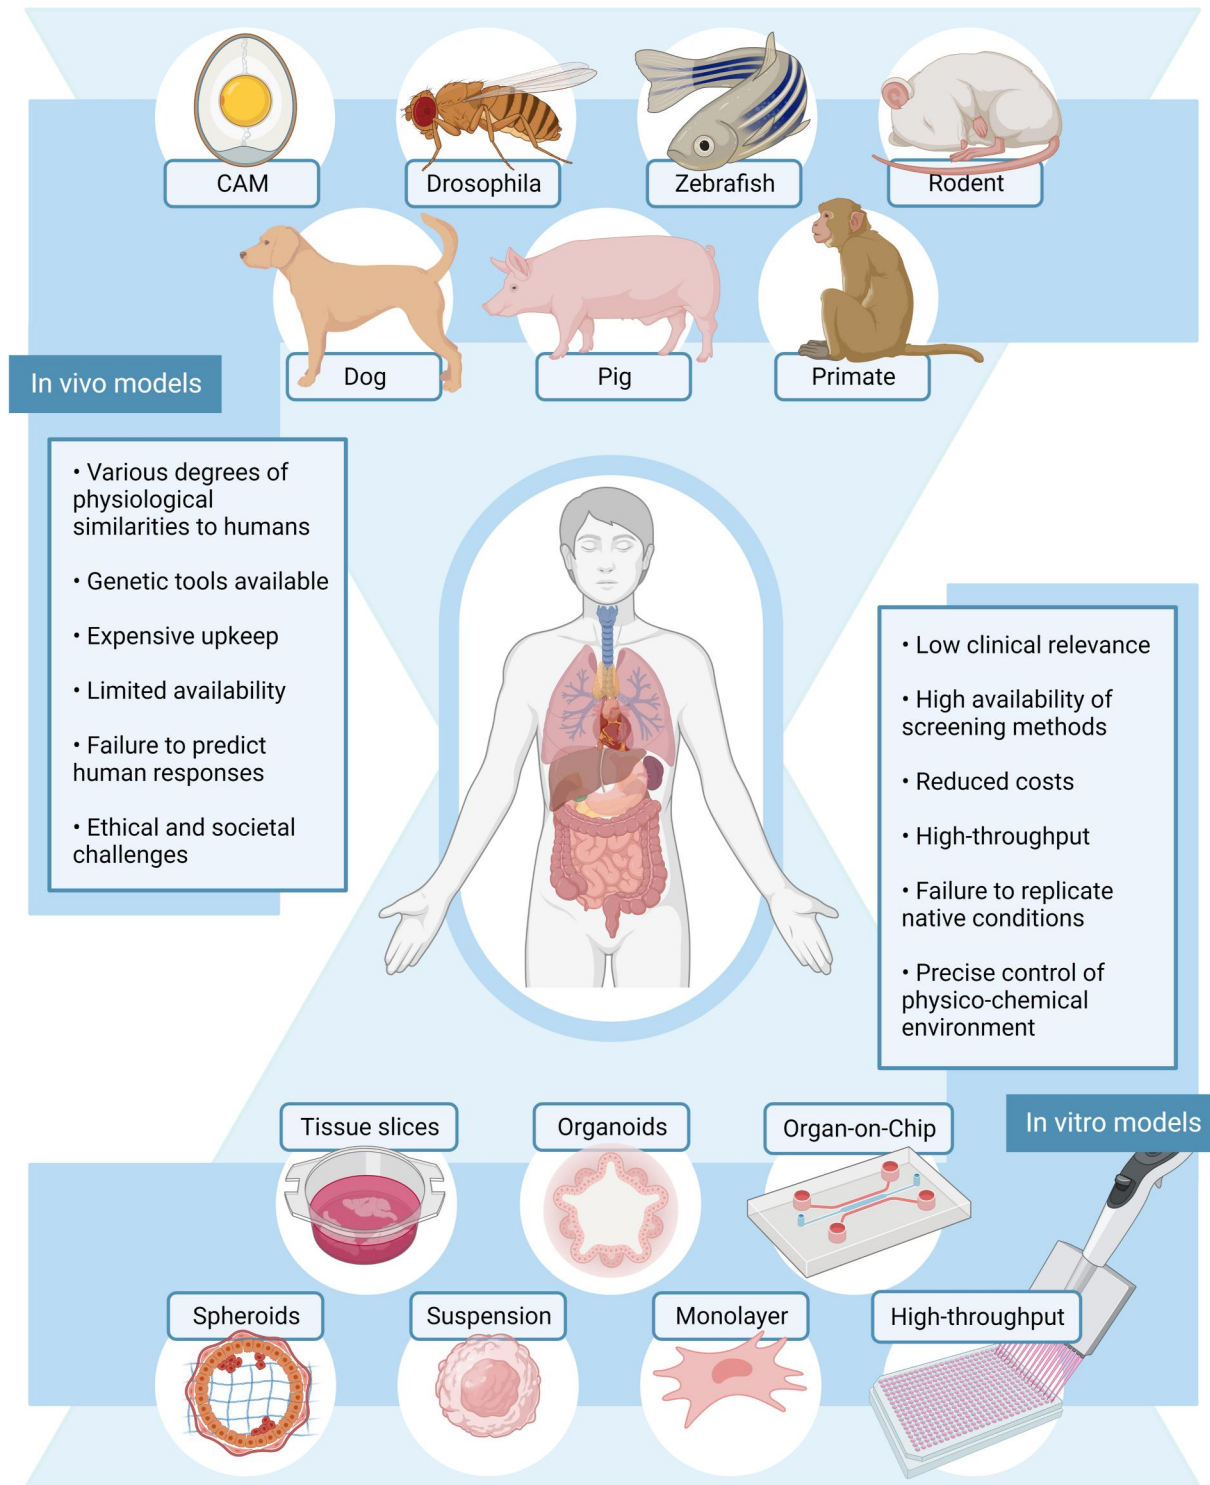 CAM
Drosophila
Zebrafish
Rodent
Dog
Pig
Primate
In vivo models
• Various degrees of
physiological
similarities to humans
• Genetic tools available
• Expensive upkeep
• Limited availability
• Failure to predict
human responses
• Ethical and societal
challenges
• Low clinical relevance
• High availability of
screening methods
• Reduced costs
• High-throughput
• Failure to replicate
native conditions
• Precise control of
physico-chemical
environment
In vitro models
Tissue slices
Organoids
Organ-on-Chip
Spheroids
Suspension
Monolayer
High-throughput